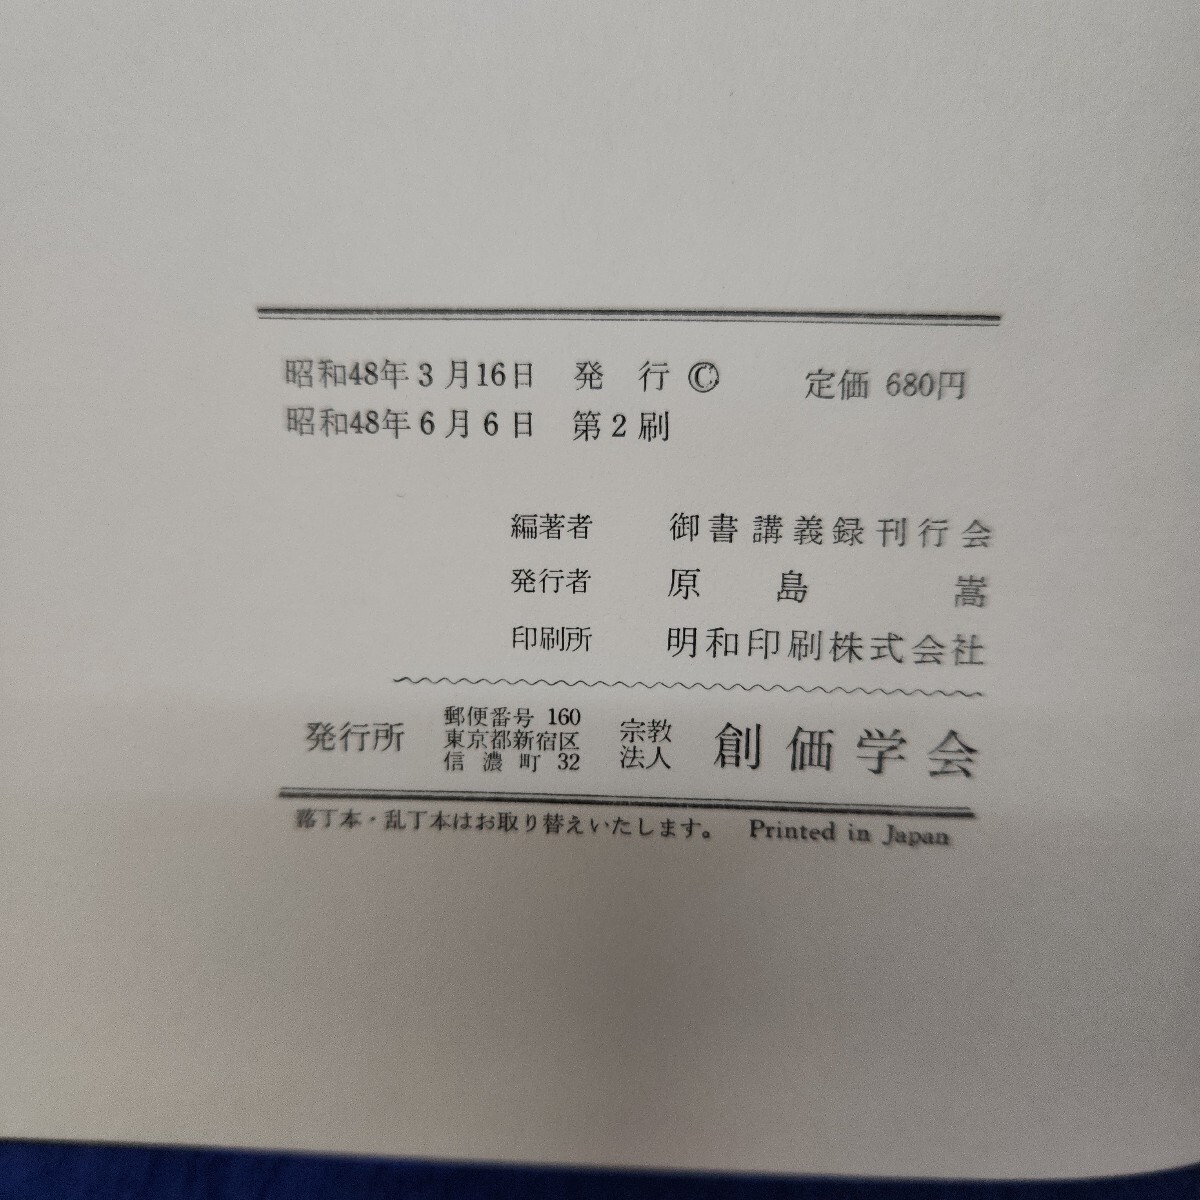 昭和48年3月16日 発行 © 定価 680円
昭和48年6月6日 第2刷
編著者 御書講義録刊行会
発行者 原島嵩
印刷所 明和印刷株式会社
発行所 郵便番号 160 東京都新宿区 信濃町 32 宗教法人 創価学会
落丁本・乱丁本はお取り替えいたします。 Printed in Japan